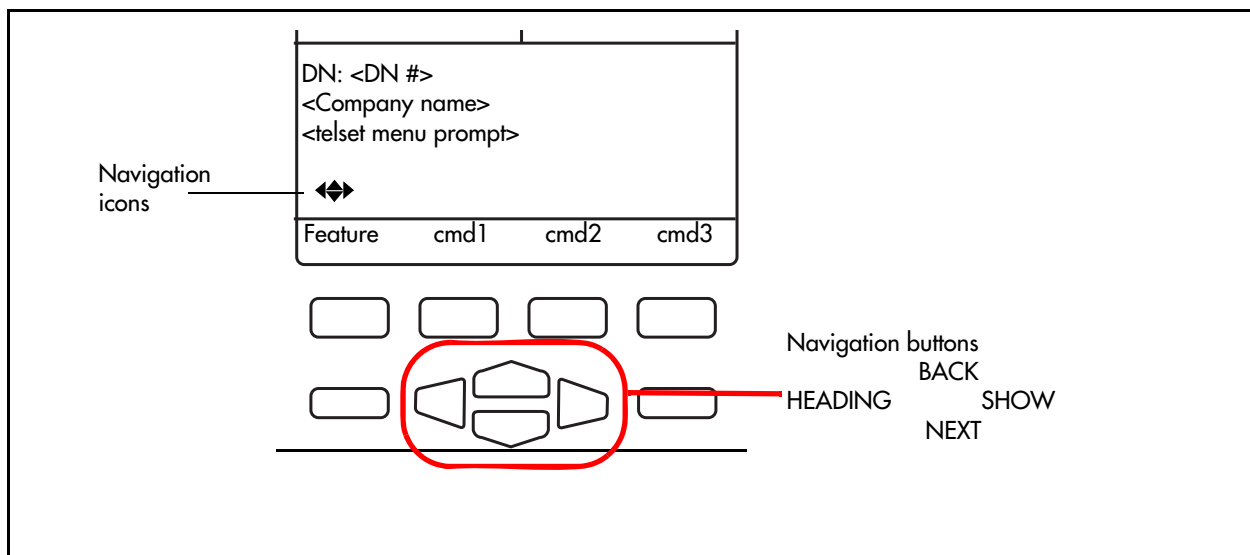 DN: <DN #>
<Company name>
<telset menu prompt>
Navigation
icons
Feature cmd1 cmd2 cmd3
Navigation buttons
BACK
HEADING SHOW
NEXT